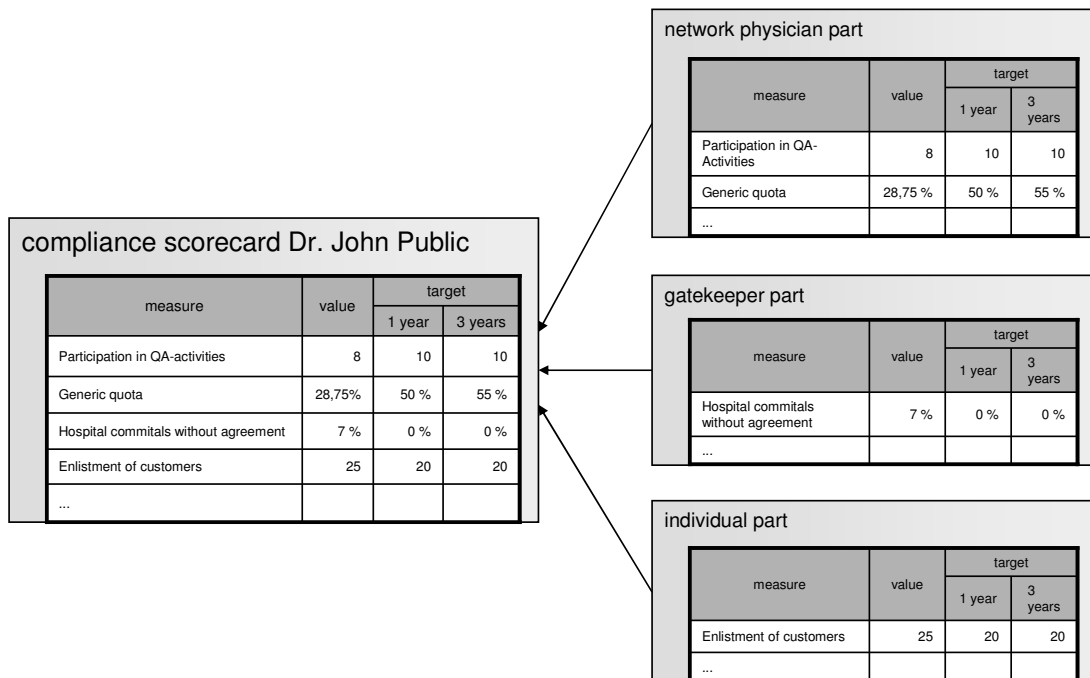 compliance scorecard Dr. John Public
measure value target
1 year 3 years
Participation in QA-activities 8 10 10
Generic quota 28,75% 50 % 55 %
Hospital commitals without agreement 7 % 0 % 0 %
Enlistment of customers 25 20 20
...
network physician part
measure value target
1 year 3
years
Participation in QA-
Activities 8 10 10
Generic quota 28,75 % 50 % 55 %
...
gatekeeper part
measure value target
1 year 3
years
Hospital commitals
without agreement 7 % 0 % 0 %
...
individual part
measure value target
1 year 3
years
Enlistment of customers 25 20 20
...